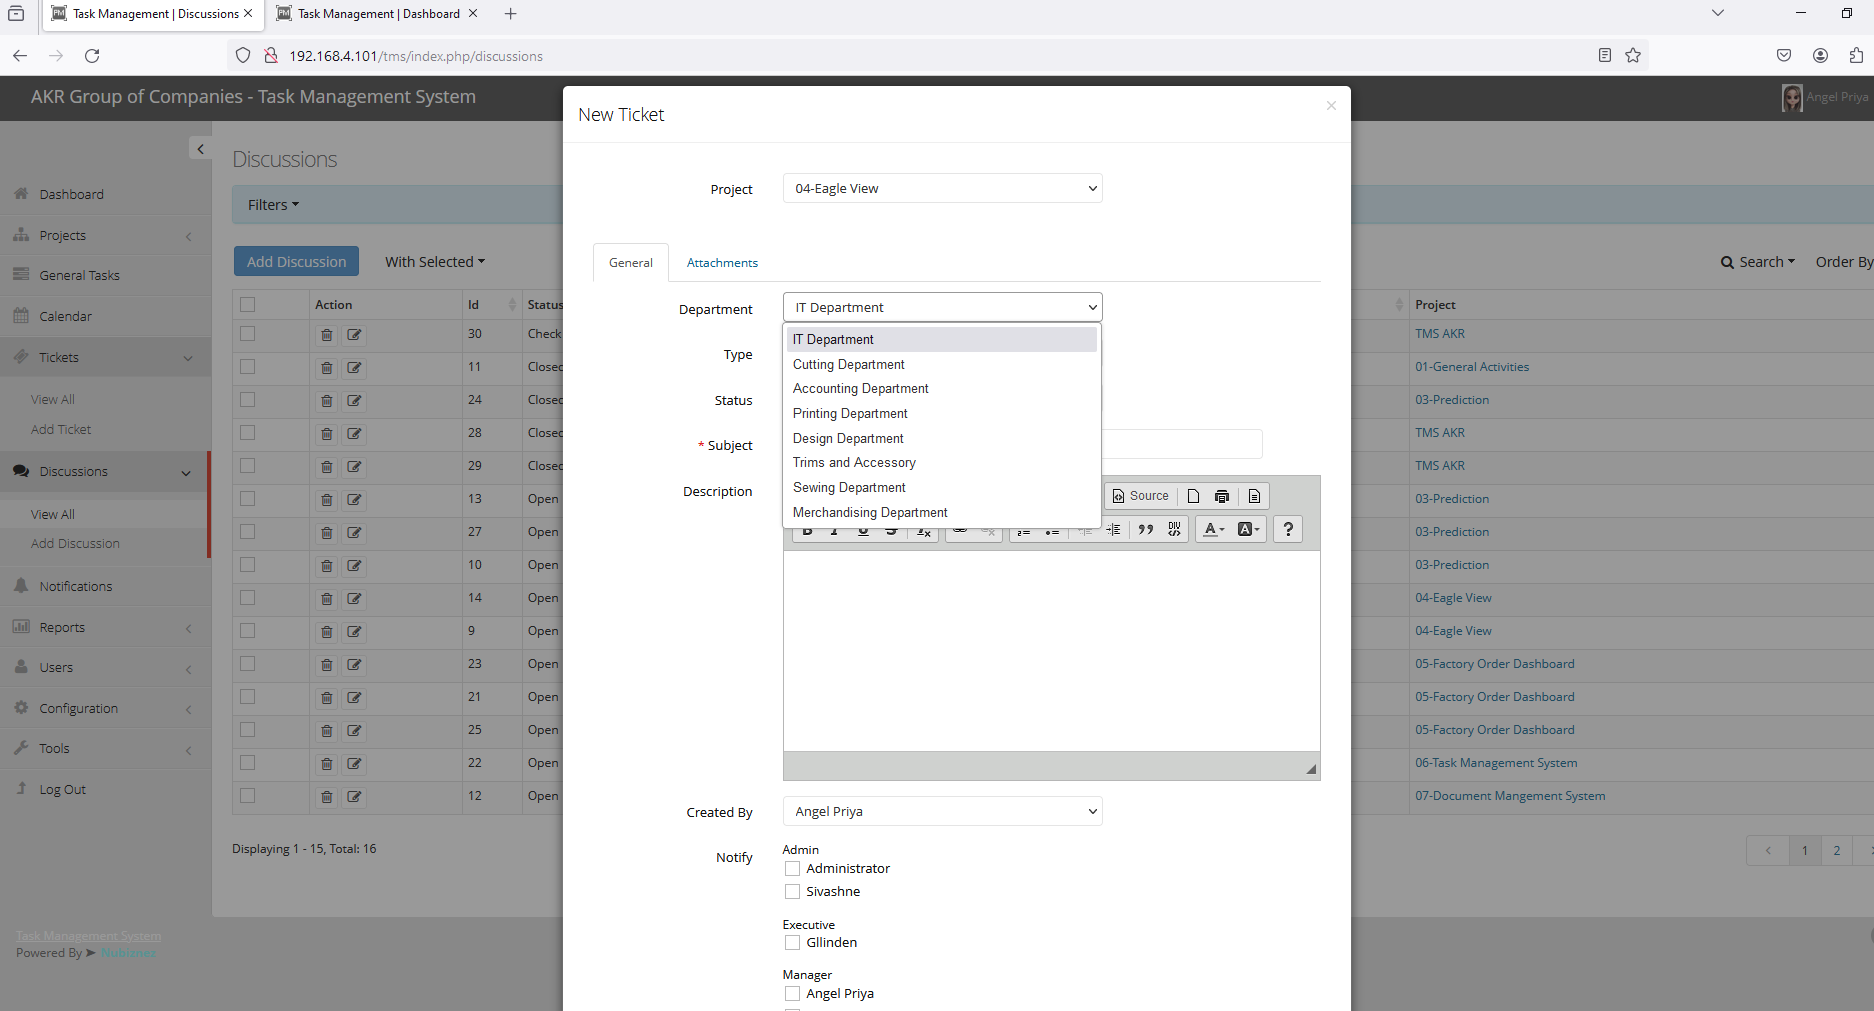 Task Management | Discussions
Task Management | Dashboard
192.168.4.101/tms/index.php/discussions
AKR Group of Companies - Task Management System
Angel Priya
Dashboard
Projects
General Tasks
Calendar
Tickets
View All
Add Ticket
Discussions
View All
Add Discussion
Notifications
Reports
Users
Configuration
Tools
Log Out
Task Management System
Powered By
Discussions
Filters
Add Discussion
With Selected
Search
Order By
Action Id Status Project
30 Check TMS AKR
11 Closed 01-General Activities
24 Closed 03-Prediction
28 Closed TMS AKR
29 Closed TMS AKR
13 Open 03-Prediction
27 Open 03-Prediction
10 Open 03-Prediction
14 Open 04-Eagle View
9 Open 04-Eagle View
23 Open 05-Factory Order Dashboard
21 Open 05-Factory Order Dashboard
25 Open 05-Factory Order Dashboard
22 Open 06-Task Management System
12 Open 07-Document Mangement System
Displaying 1 - 15, Total: 16
< 1 2
New Ticket
×
Project 04-Eagle View
General Attachments
Department IT Department
IT Department
Cutting Department
Accounting Department
Printing Department
Design Department
Trims and Accessory
Sewing Department
Merchandising Department
Type
Status
* Subject
Description
Source
B I U S Ix
DIV
A A ?
Created By Angel Priya
Notify
Admin
Administrator
Sivashne
Executive
Gllinden
Manager
Angel Priya